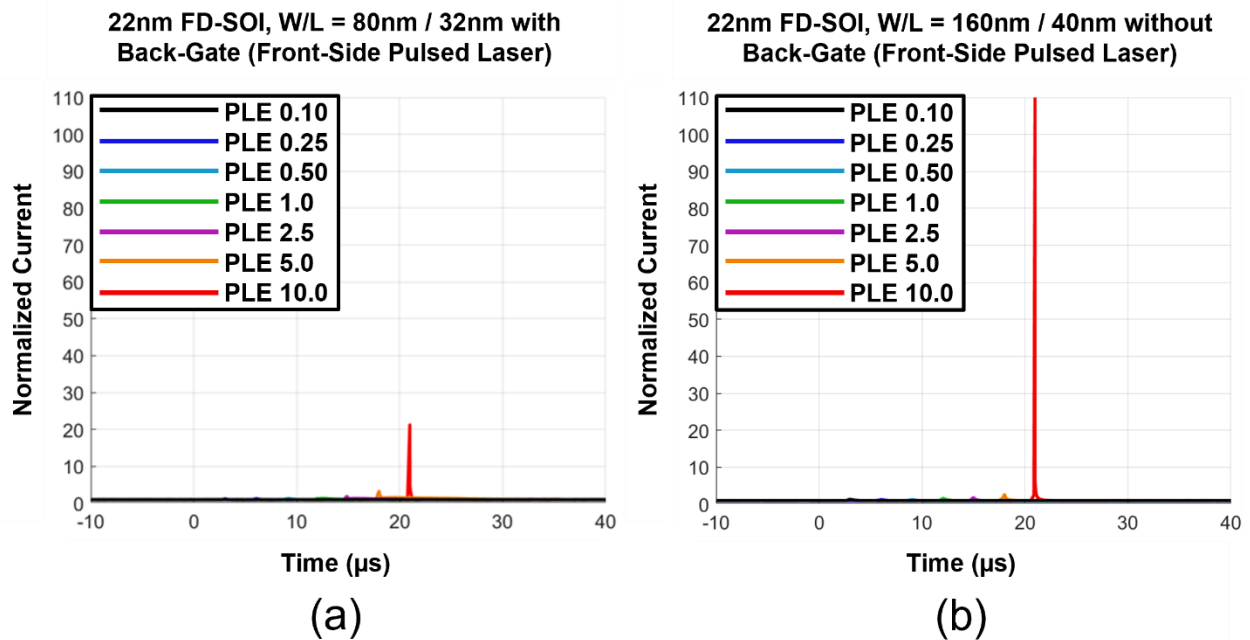 22nm FD-SOI, W/L = 80nm / 32nm with
Back-Gate (Front-Side Pulsed Laser)
110
100
90
80
70
60
50
40
30
20
10
0
Normalized Current
PLE 0.10
PLE 0.25
PLE 0.50
PLE 1.0
PLE 2.5
PLE 5.0
PLE 10.0
-10 0 10 20 30 40
Time (µs)
(a)
22nm FD-SOI, W/L = 160nm / 40nm without
Back-Gate (Front-Side Pulsed Laser)
110
100
90
80
70
60
50
40
30
20
10
0
Normalized Current
PLE 0.10
PLE 0.25
PLE 0.50
PLE 1.0
PLE 2.5
PLE 5.0
PLE 10.0
-10 0 10 20 30 40
Time (µs)
(b)